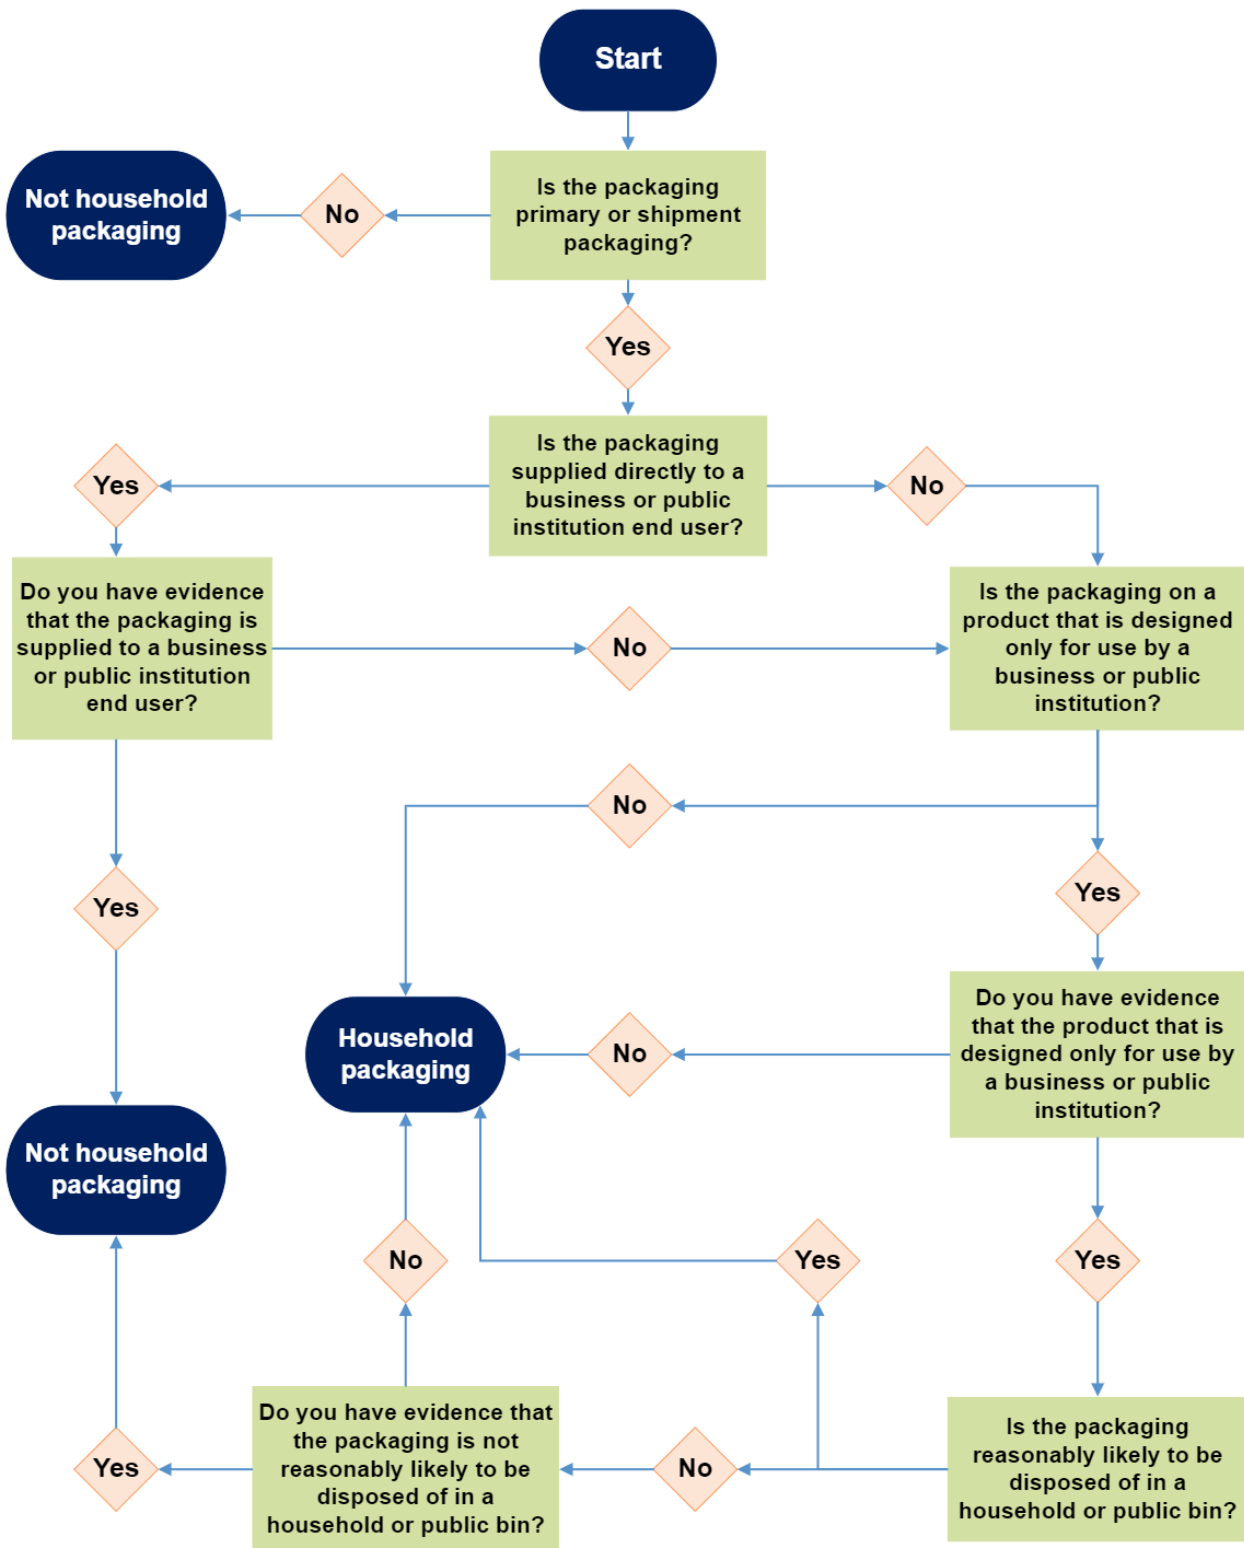 Start
Is the packaging
primary or shipment
packaging?
No
Not household
packaging
Yes
Is the packaging
supplied directly to a
business or public
institution end user?
Yes
No
Do you have evidence
that the packaging is
supplied to a business
or public institution
end user?
No
Is the packaging on a
product that is designed
only for use by a
business or public
institution?
No
Yes
Yes
Household
packaging
No
Do you have evidence
that the product that is
designed only for use by
a business or public
institution?
Not household
packaging
No
Yes
Yes
Yes
Do you have evidence that
the packaging is not
reasonably likely to be
disposed of in a
household or public bin?
No
Is the packaging
reasonably likely to be
disposed of in a
household or public bin?